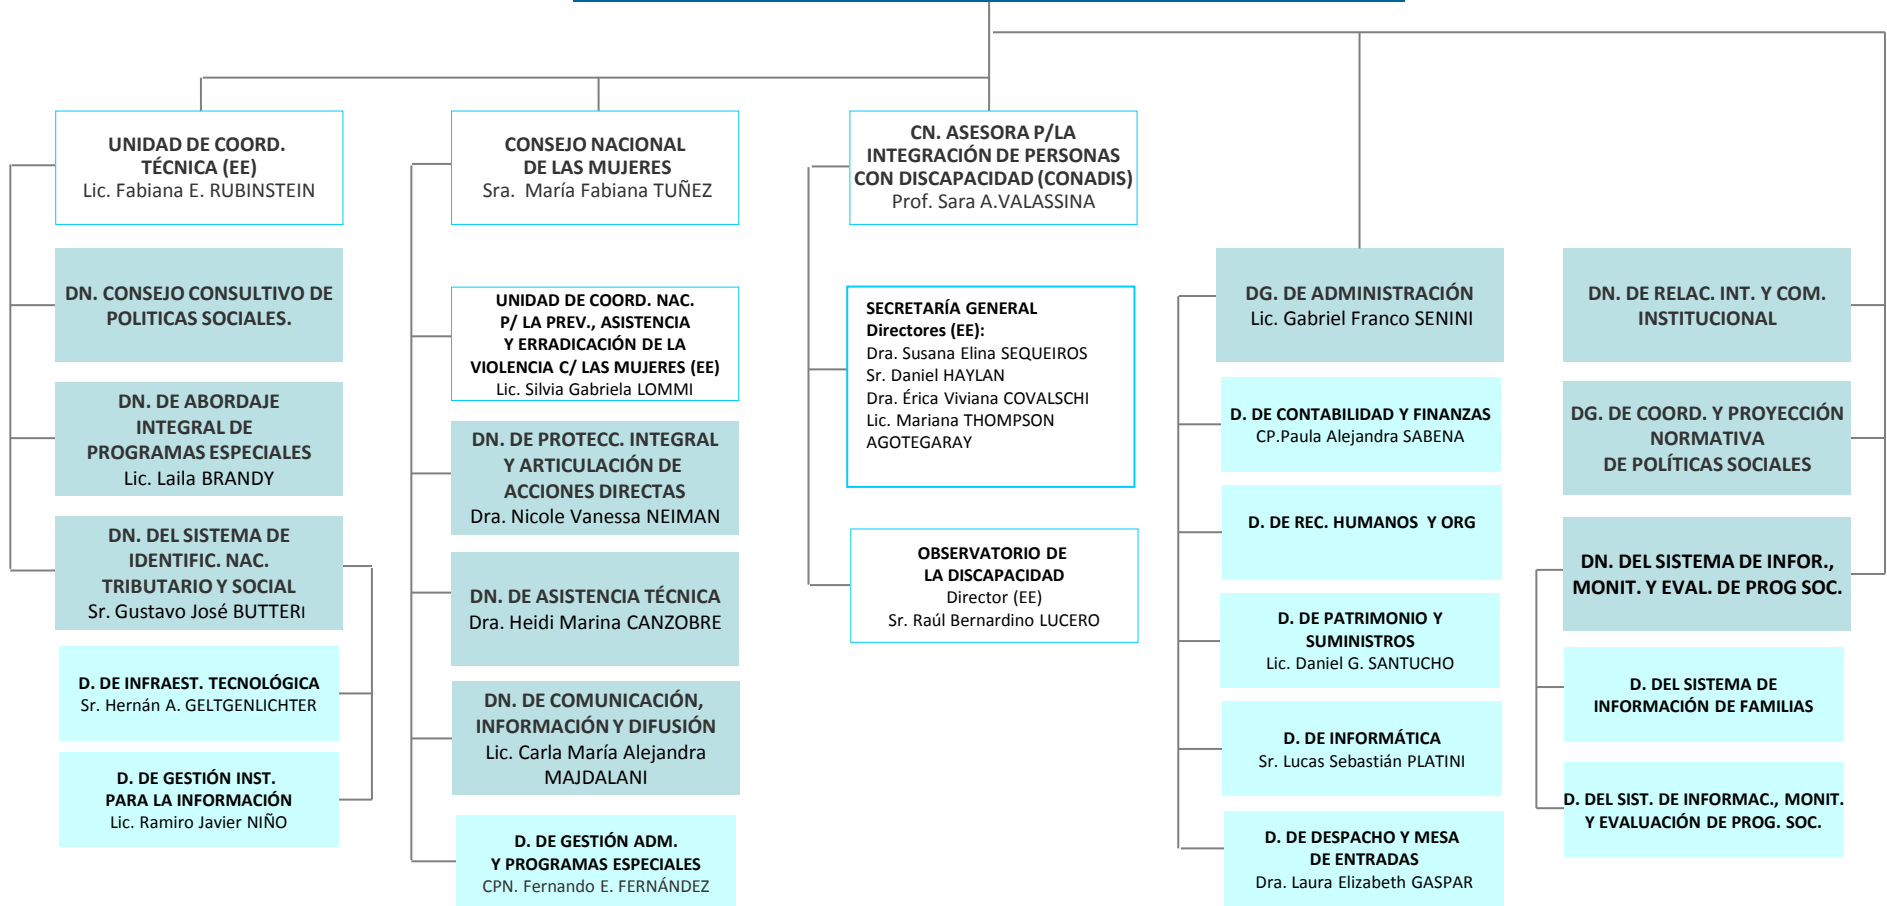 UNIDAD DE COORD.
TÉCNICA (EE)
Lic. Fabiana E. RUBINSTEIN
DN. CONSEJO CONSULTIVO DE
POLITICAS SOCIALES.
DN. DE ABORDAJE
INTEGRAL DE
PROGRAMAS ESPECIALES
Lic. Laila BRANDY
DN. DEL SISTEMA DE
IDENTIFIC. NAC.
TRIBUTARIO Y SOCIAL
Sr. Gustavo José BUTTERI
D. DE INFRAEST. TECNOLÓGICA
Sr. Hernán A. GELTGENLICHTER
D. DE GESTIÓN INST.
PARA LA INFORMACIÓN
Lic. Ramiro Javier NIÑO
CONSEJO NACIONAL
DE LAS MUJERES
Sra. María Fabiana TUÑEZ
UNIDAD DE COORD. NAC.
P/ LA PREV., ASISTENCIA
Y ERRADICACIÓN DE LA
VIOLENCIA C/ LAS MUJERES (EE)
Lic. Silvia Gabriela LOMMI
DN. DE PROTECC. INTEGRAL
Y ARTICULACIÓN DE
ACCIONES DIRECTAS
Dra. Nicole Vanessa NEIMAN
DN. DE ASISTENCIA TÉCNICA
Dra. Heidi Marina CANZOBRE
DN. DE COMUNICACIÓN,
INFORMACIÓN Y DIFUSIÓN
Lic. Carla María Alejandra
MAJDALANI
D. DE GESTIÓN ADM.
Y PROGRAMAS ESPECIALES
CPN. Fernando E. FERNÁNDEZ
CN. ASESORA P/LA
INTEGRACIÓN DE PERSONAS
CON DISCAPACIDAD (CONADIS)
Prof. Sara A.VALASSINA
SECRETARÍA GENERAL
Directores (EE):
Dra. Susana Elina SEQUEIROS
Sr. Daniel HAYLAN
Dra. Érica Viviana COVALSCHI
Lic. Mariana THOMPSON
AGOTEGARAY
OBSERVATORIO DE
LA DISCAPACIDAD
Director (EE)
Sr. Raúl Bernardino LUCERO
DG. DE ADMINISTRACIÓN
Lic. Gabriel Franco SENINI
D. DE CONTABILIDAD Y FINANZAS
CP.Paula Alejandra SABENA
D. DE REC. HUMANOS Y ORG
D. DE PATRIMONIO Y
SUMINISTROS
Lic. Daniel G. SANTUCHO
D. DE INFORMÁTICA
Sr. Lucas Sebastián PLATINI
D. DE DESPACHO Y MESA
DE ENTRADAS
Dra. Laura Elizabeth GASPAR
DN. DE RELAC. INT. Y COM.
INSTITUCIONAL
DG. DE COORD. Y PROYECCIÓN
NORMATIVA
DE POLÍTICAS SOCIALES
DN. DEL SISTEMA DE INFOR.,
MONIT. Y EVAL. DE PROG SOC.
D. DEL SISTEMA DE
INFORMACIÓN DE FAMILIAS
D. DEL SIST. DE INFORMAC., MONIT.
Y EVALUACIÓN DE PROG. SOC.